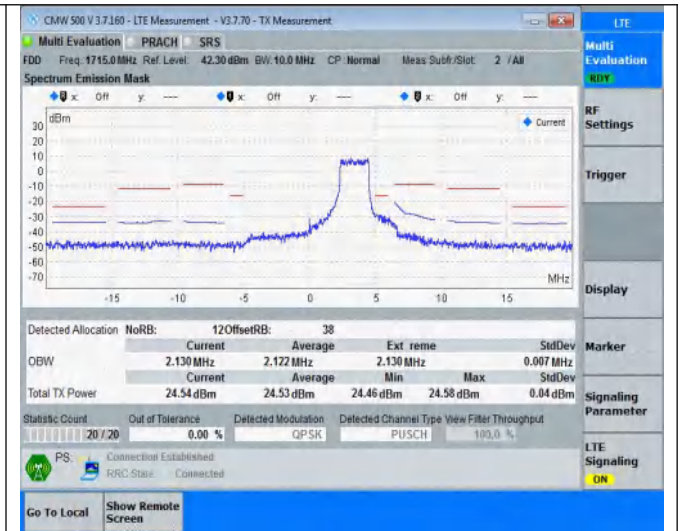 CMW 500 V 3.7.160 - LTE Measurement - V3.7.70 - TX Measurement
LTE
Multi Evaluation PRACH SRS
Multi Evaluation
RDY
FDD Freq: 1715.0 MHz Ref. Level: 42.30 dBm BW: 10.0 MHz CP :Normal Meas Subfr./Slot: 2 / All
Spectrum Emission Mask
x: Off y: --- x: Off y: --- x: Off y: ---
dBm
Current
30
20
10
0
-10
-20
-30
-40
-50
-60
-70
MHz
-15 -10 -5 0 5 10 15
RF Settings
Trigger
Display
Marker
Signaling Parameter
LTE Signaling
ON
Detected Allocation NoRB: 12OffsetRB: 38
Current Average Ext reme StdDev
OBW 2.130 MHz 2.122 MHz 2.130 MHz 0.007 MHz
Current Average Min Max StdDev
Total TX Power 24.54 dBm 24.53 dBm 24.46 dBm 24.58 dBm 0.04 dBm
Statistic Count Out of Tolerance Detected Modulation Detected Channel Type View Filter Throughput
20 / 20 0.00 % QPSK PUSCH 100,0 %
PS: Connection Established
RRC State: Connected
Go To Local Show Remote Screen